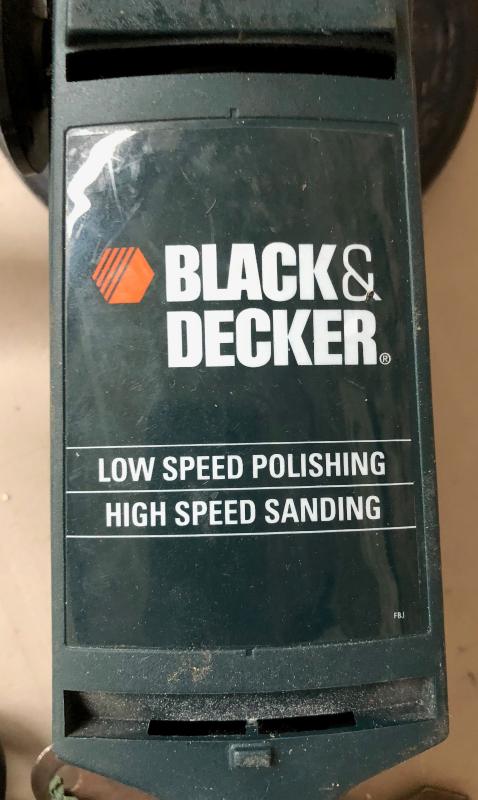 BLACK&
DECKER®
LOW SPEED POLISHING
HIGH SPEED SANDING
FBJ